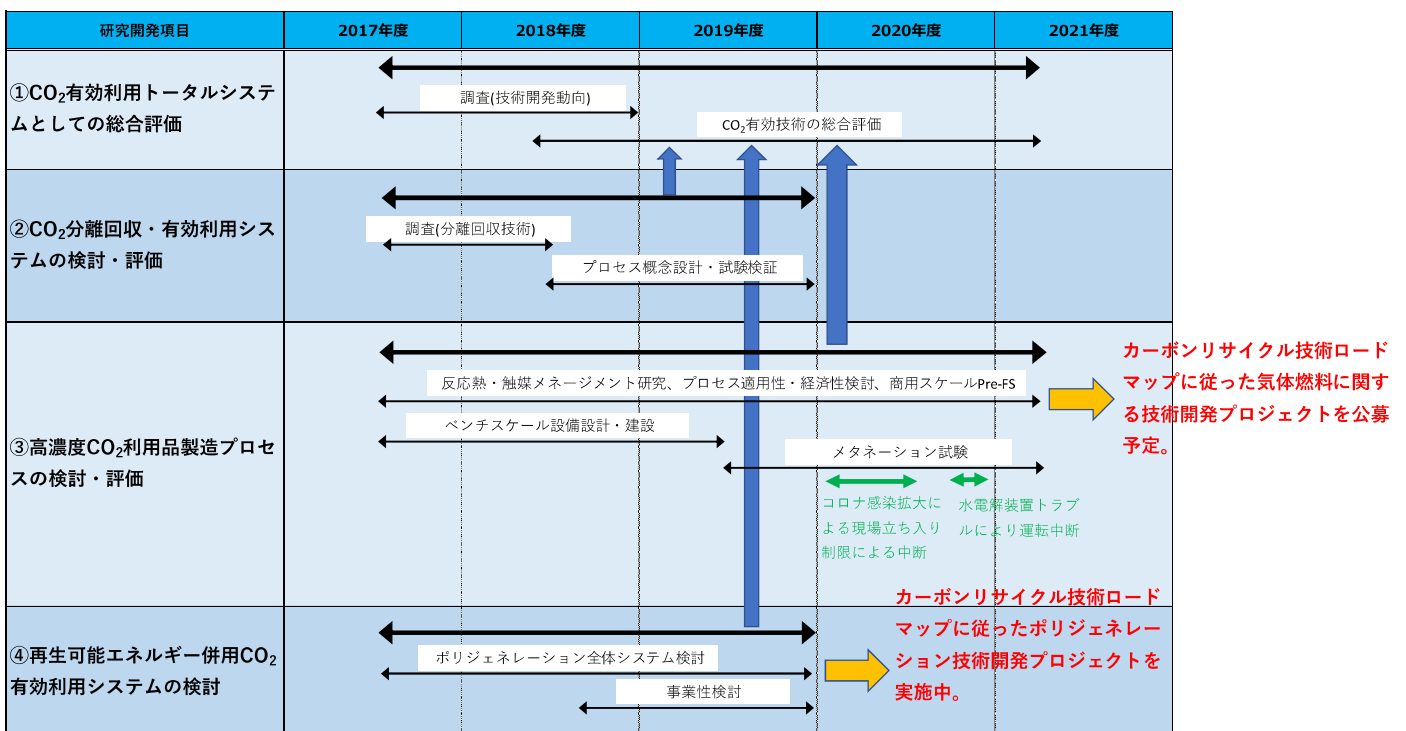 研究開発項目
2017年度
2018年度
2019年度
2020年度
2021年度
①CO₂有効利用トータルシステ
ムとしての総合評価
調査(技術開発動向)
CO₂有効技術の総合評価
②CO₂分離回収・有効利用シス
テムの検討・評価
調査(分離回収技術)
プロセス概念設計・試験検証
③高濃度CO₂利用品製造プロセ
スの検討・評価
反応熱・触媒メネージメント研究、プロセス適用性・経済性検討、商用スケールPre-FS
ベンチスケール設備設計・建設
メタネーション試験
コロナ感染拡大に
よる現場立ち入り
制限による中断
水電解装置トラブ
ルにより運転中断
カーボンリサイクル技術ロード
マップに従った気体燃料に関す
る技術開発プロジェクトを公募
予定。
④再生可能エネルギー併用CO₂
有効利用システムの検討
ポリジェネレーション全体システム検討
事業性検討
カーボンリサイクル技術ロード
マップに従ったポリジェネレー
ション技術開発プロジェクトを
実施中。